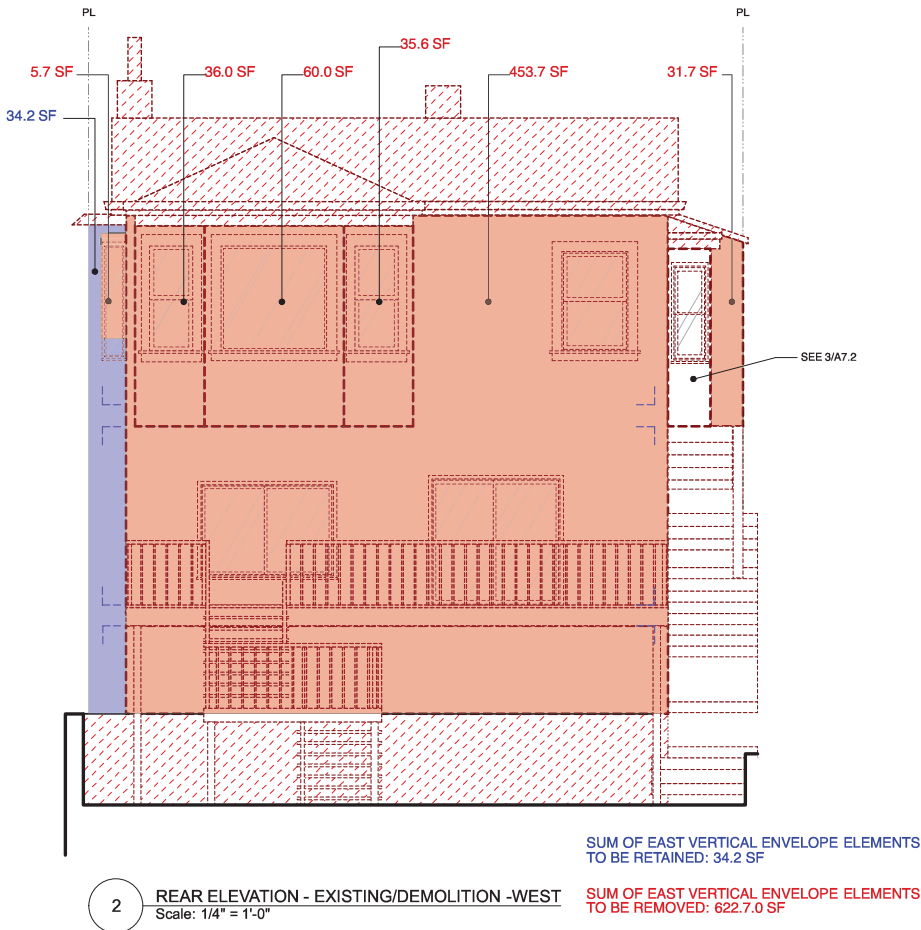 PL
PL
35.6 SF
5.7 SF
36.0 SF
60.0 SF
453.7 SF
31.7 SF
34.2 SF
SEE 3/A7.2
SUM OF EAST VERTICAL ENVELOPE ELEMENTS
TO BE RETAINED: 34.2 SF
2
REAR ELEVATION - EXISTING/DEMOLITION -WEST
Scale: 1/4" = 1'-0"
SUM OF EAST VERTICAL ENVELOPE ELEMENTS
TO BE REMOVED: 622.7.0 SF